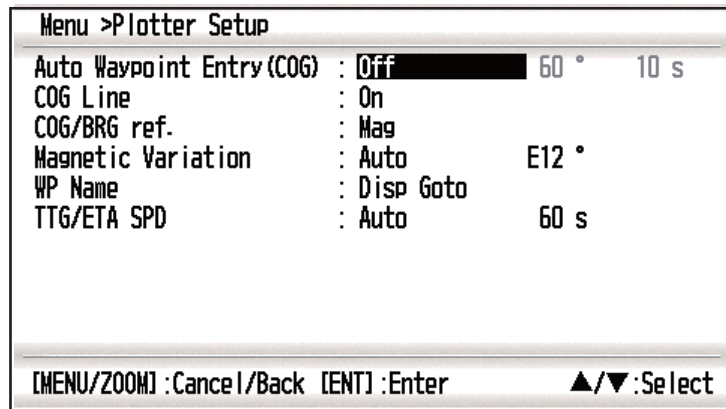 Menu >Plotter Setup
Auto Waypoint Entry(COG) : Off 60 ° 10 s
COG Line : On
COG/BRG ref. : Mag
Magnetic Variation : Auto E12 °
WP Name : Disp Goto
TTG/ETA SPD : Auto 60 s
[MENU/ZOOM] :Cancel/Back [ENT] :Enter ▲/▼ :Select